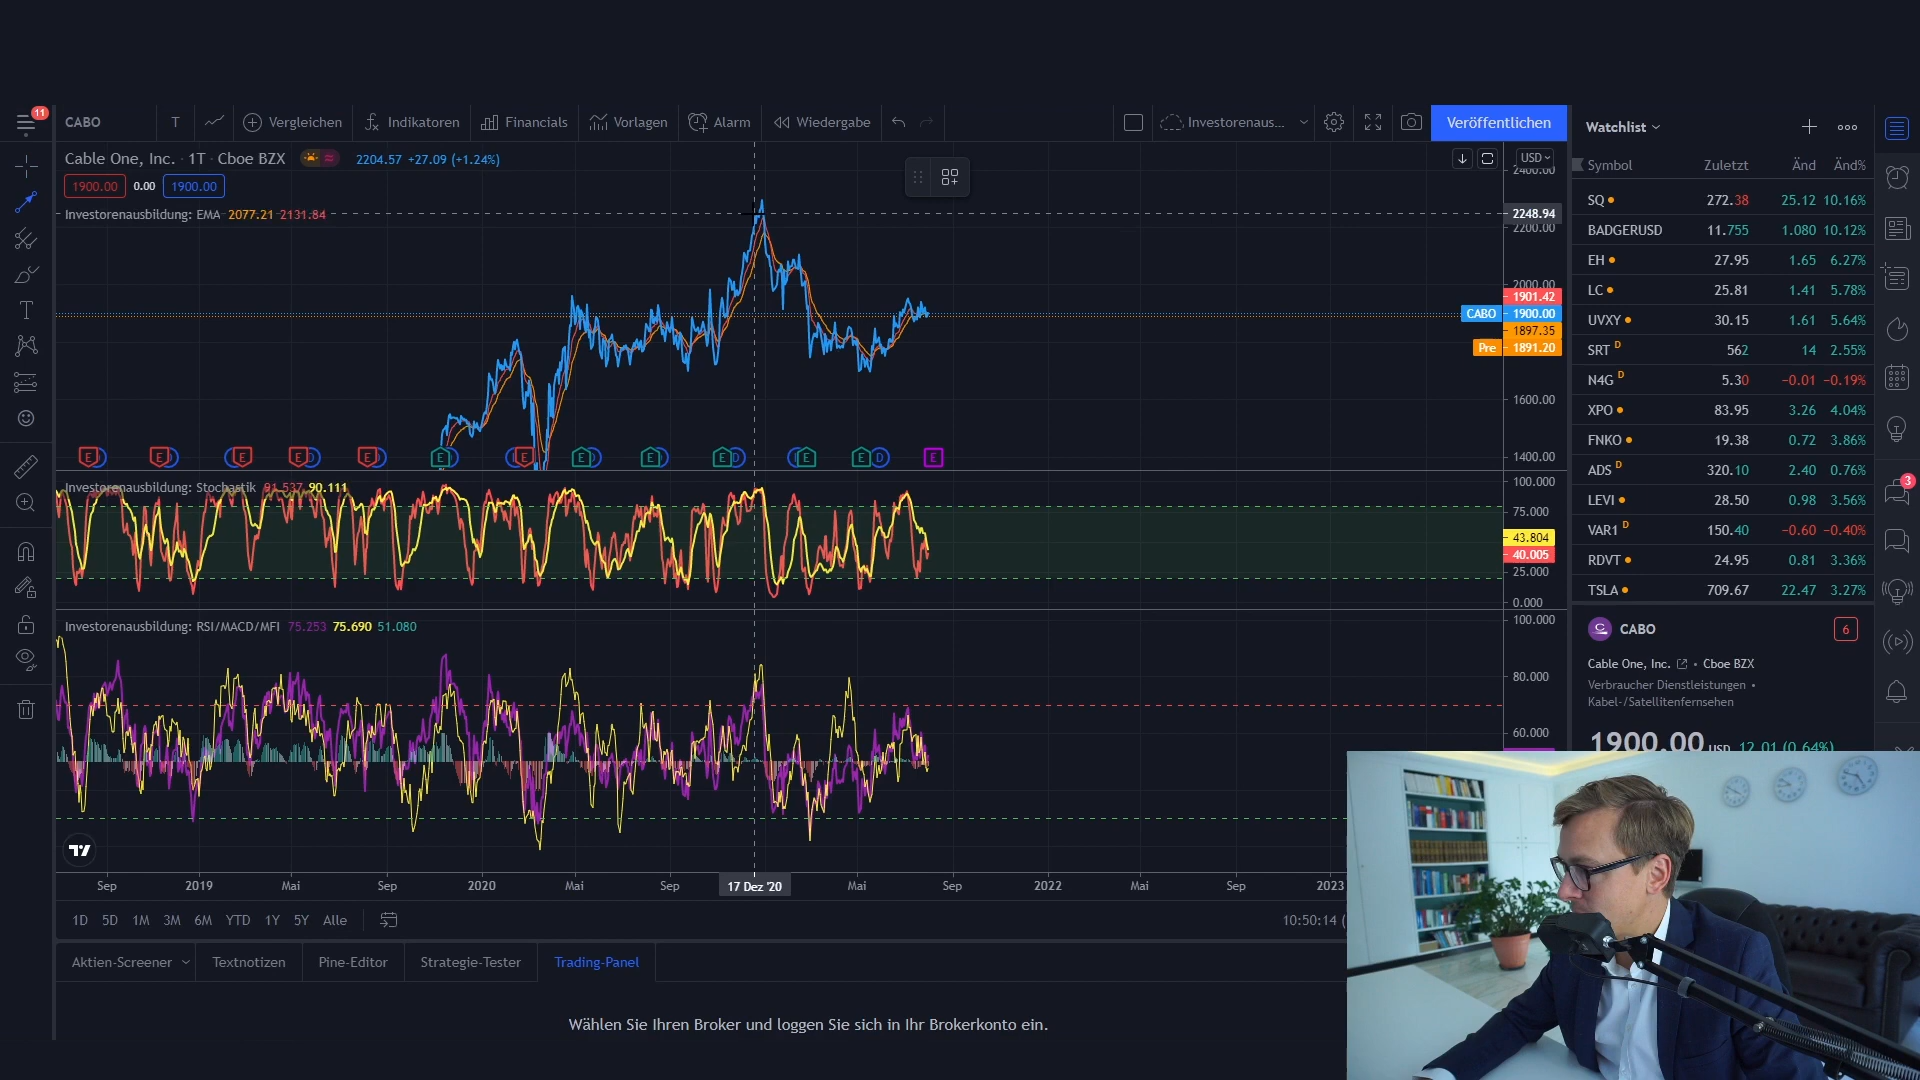 11
CABO
T
Vergleichen
Indikatoren
Financials
Vorlagen
Alarm
Wiedergabe
Investorenaus...
Veröffentlichen
Cable One, Inc. · 1T · Cboe BZX
2204.57 +27.09 (+1.24%)
1900.00 0.00 1900.00
Investorenausbildung: EMA 2077.21 2131.84
USD
2400.00
2248.94
2200.00
2000.00
1901.42
CABO 1900.00
1897.35
Pre 1891.20
1600.00
1400.00
E E E E E E E E E E D E E D E
Investorenausbildung: Stochastik 91.537 90.111
100.000
75.000
43.804
40.005
25.000
0.000
Investorenausbildung: RSI/MACD/MFI 75.253 75.690 51.080
100.000
80.000
60.000
Sep 2019 Mai Sep 2020 Mai Sep 17 Dez '20 Mai Sep 2022 Mai Sep 2023
1D 5D 1M 3M 6M YTD 1Y 5Y Alle
10:50:14 (
Aktien-Screener Textnotizen Pine-Editor Strategie-Tester Trading-Panel
Wählen Sie Ihren Broker und loggen Sie sich in Ihr Brokerkonto ein.
Watchlist
Symbol Zuletzt Änd Änd%
SQ 272.38 25.12 10.16%
BADGERUSD 11.755 1.080 10.12%
EH 27.95 1.65 6.27%
LC 25.81 1.41 5.78%
UVXY 30.15 1.61 5.64%
SRT D 562 14 2.55%
N4G D 5.30 −0.01 −0.19%
XPO 83.95 3.26 4.04%
FNKO 19.38 0.72 3.86%
ADS D 320.10 2.40 0.76%
LEVI 28.50 0.98 3.56%
VAR1 D 150.40 −0.60 −0.40%
RDVT 24.95 0.81 3.36%
TSLA 709.67 22.47 3.27%
CABO
6
Cable One, Inc. • Cboe BZX
Verbraucher Dienstleistungen •
Kabel-/Satellitenfernsehen
1900.00 USD 12.01 (0.64%)
3